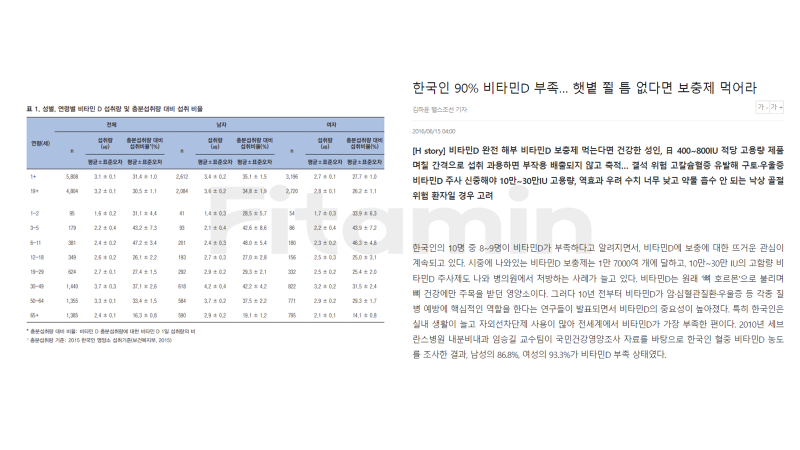 표 1. 성별, 연령별 비타민 D 섭취량 및 충분섭취량 대비 섭취 비율
연령(세) 전체 남자 여자
n 섭취량(㎍) 충분섭취량 대비 섭취비율*(%) n 섭취량(㎍) 충분섭취량 대비 섭취비율(%) n 섭취량(㎍) 충분섭취량 대비 섭취비율(%)
평균±표준오차 평균±표준오차 평균±표준오차 평균±표준오차 평균±표준오차 평균±표준오차
1+ 5,808 3.1 ± 0.1 31.4 ± 1.0 2,612 3.4 ± 0.2 35.1 ± 1.5 3,196 2.7 ± 0.1 27.7 ± 1.0
19+ 4,804 3.2 ± 0.1 30.5 ± 1.1 2,084 3.6 ± 0.2 34.8 ± 1.9 2,720 2.8 ± 0.1 26.2 ± 1.1
1–2 95 1.6 ± 0.2 31.1 ± 4.4 41 1.4 ± 0.3 28.5 ± 5.7 54 1.7 ± 0.3 33.9 ± 6.3
3–5 179 2.2 ± 0.4 43.2 ± 7.3 93 2.1 ± 0.4 42.6 ± 8.6 86 2.2 ± 0.4 43.9 ± 7.2
6–11 381 2.4 ± 0.2 47.2 ± 3.4 201 2.4 ± 0.3 48.0 ± 5.4 180 2.3 ± 0.2 46.3 ± 4.6
12–18 349 2.6 ± 0.2 26.1 ± 2.2 193 2.7 ± 0.3 27.0 ± 2.8 156 2.5 ± 0.3 25.0 ± 3.1
19–29 624 2.7 ± 0.1 27.4 ± 1.5 292 2.9 ± 0.2 29.3 ± 2.1 332 2.5 ± 0.2 25.4 ± 2.0
30–49 1,440 3.7 ± 0.3 37.1 ± 2.6 618 4.2 ± 0.4 42.2 ± 4.2 822 3.2 ± 0.2 31.5 ± 2.4
50–64 1,355 3.3 ± 0.1 33.4 ± 1.5 584 3.7 ± 0.2 37.5 ± 2.2 771 2.9 ± 0.2 29.3 ± 1.7
65+ 1,385 2.4 ± 0.1 16.3 ± 0.8 590 2.9 ± 0.2 19.1 ± 1.2 795 2.1 ± 0.1 14.1 ± 0.8
* 충분섭취량 대비 비율: 비타민 D 충분섭취량에 대한 비타민 D 1일 섭취량의 비
충분섭취량 기준: 2015 한국인 영양소 섭취기준(보건복지부, 2015)
Fitamin
한국인 90% 비타민D 부족... 햇볕 쬘 틈 없다면 보충제 먹어라
김하윤 헬스조선 기자
가 - 가 +
2016/06/15 04:00
[H story] 비타민D 완전 해부 비타민D 보충제 먹는다면 건강한 성인, 日 400~800IU 적당 고용량 제품
며칠 간격으로 섭취 과용하면 부작용 배출되지 않고 축적... 결석 위험 고칼슘혈증 유발해 구토·우울증
비타민D 주사 신중해야 10만~30만IU 고용량, 역효과 우려 수치 너무 낮고 약물 흡수 안 되는 낙상 골절
위험 환자일 경우 고려
한국인의 10명 중 8~9명이 비타민D가 부족하다고 알려지면서, 비타민D에 보충에 대한 뜨거운 관심이
계속되고 있다. 시중에 나와있는 비타민D 보충제는 1만 7000여 개에 달하고, 10만~30만 IU의 고함량 비
타민D 주사제도 나와 병의원에서 처방하는 사례가 늘고 있다. 비타민D는 원래 '뼈 호르몬'으로 불리며
뼈 건강에만 주목을 받던 영양소이다. 그러다 10년 전부터 비타민D가 암·심혈관질환·우울증 등 각종 질
병 예방에 핵심적인 역할을 한다는 연구들이 발표되면서 비타민D의 중요성이 높아졌다. 특히 한국인은
실내 생활이 늘고 자외선차단제 사용이 많아 전세계에서 비타민D가 가장 부족한 편이다. 2010년 세브
란스병원 내분비내과 임승길 교수팀이 국민건강영양조사 자료를 바탕으로 한국인 혈중 비타민D 농도
를 조사한 결과, 남성의 86.8%, 여성의 93.3%가 비타민D 부족 상태였다.